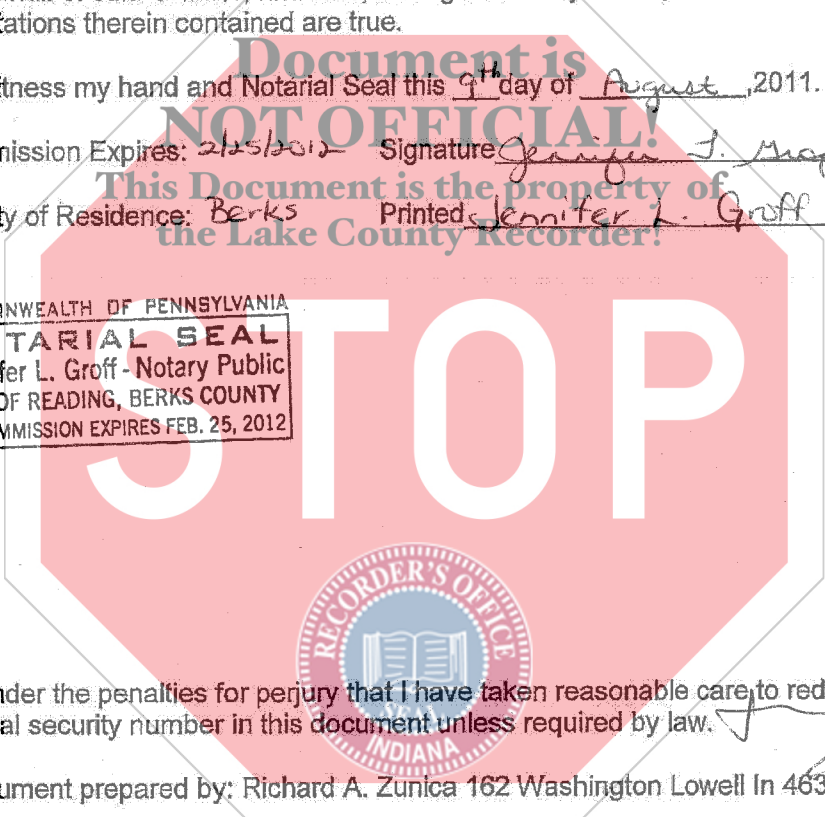 ations therein contained are true.
Document is
tness my hand and Notarial Seal this 9th day of August, 2011.
NOT OFFICIAL!
mission Expires: 2/25/2012 Signature Jennifer L. Groff
This Document is the property of
ty of Residence: Berks Printed Jennifer L. Groff
the Lake County Recorder!
NWEALTH OF PENNSYLVANIA
TARIAL SEAL
fer L. Groff - Notary Public
OF READING, BERKS COUNTY
MMISSION EXPIRES FEB. 25, 2012
STOP
RECORDER'S OFFICE
nder the penalties for perjury that I have taken reasonable care to red
al security number in this document unless required by law.
SEAL
INDIANA
ument prepared by: Richard A. Zunica 162 Washington Lowell In 463